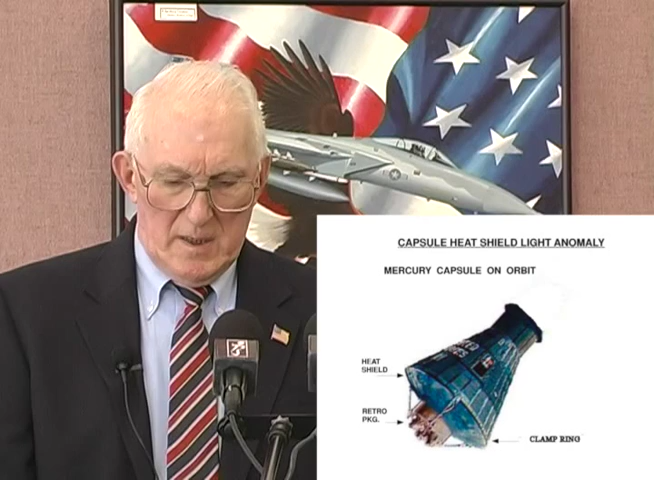 CAPSULE HEAT SHIELD LIGHT ANOMALY
MERCURY CAPSULE ON ORBIT
HEAT
SHIELD
RETRO
PKG.
CLAMP RING